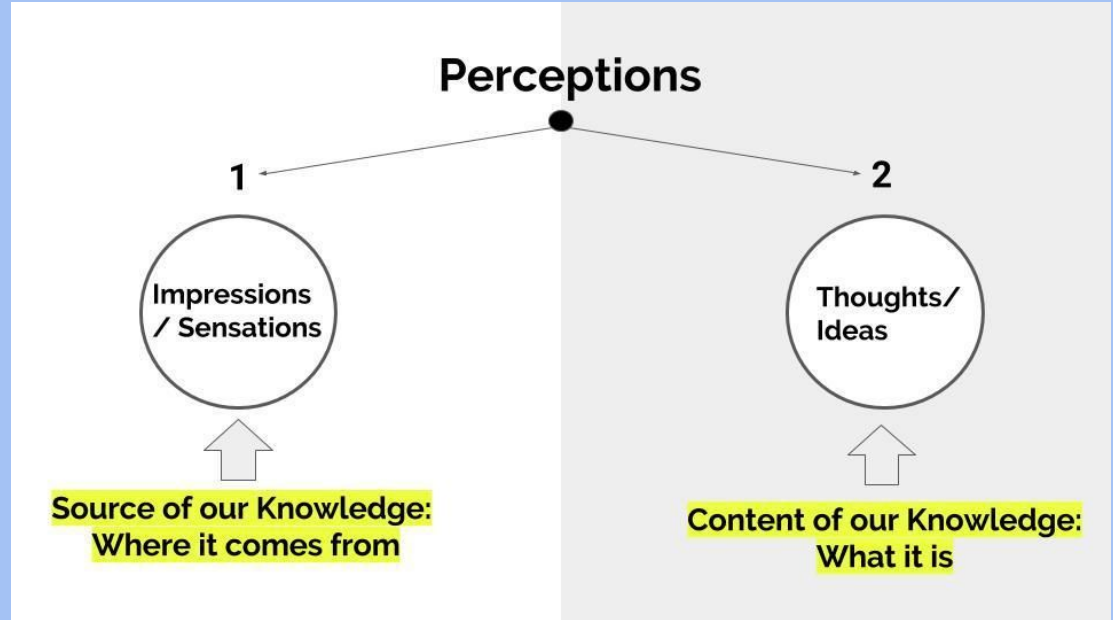 Perceptions
1
2
Impressions
/ Sensations
Thoughts/
Ideas
Source of our Knowledge:
Where it comes from
Content of our Knowledge:
What it is